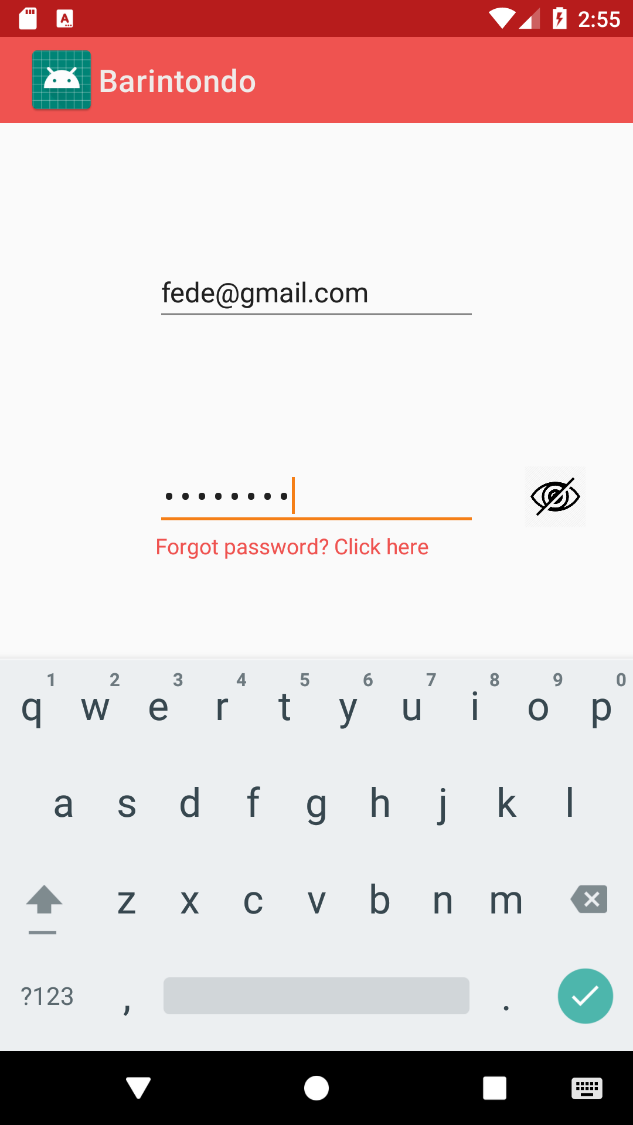 2:55
Barintondo
fede@gmail.com
••••••••
Forgot password? Click here
1 2 3 4 5 6 7 8 9 0
q w e r t y u i o p
a s d f g h j k l
z x c v b n m
?123 , .